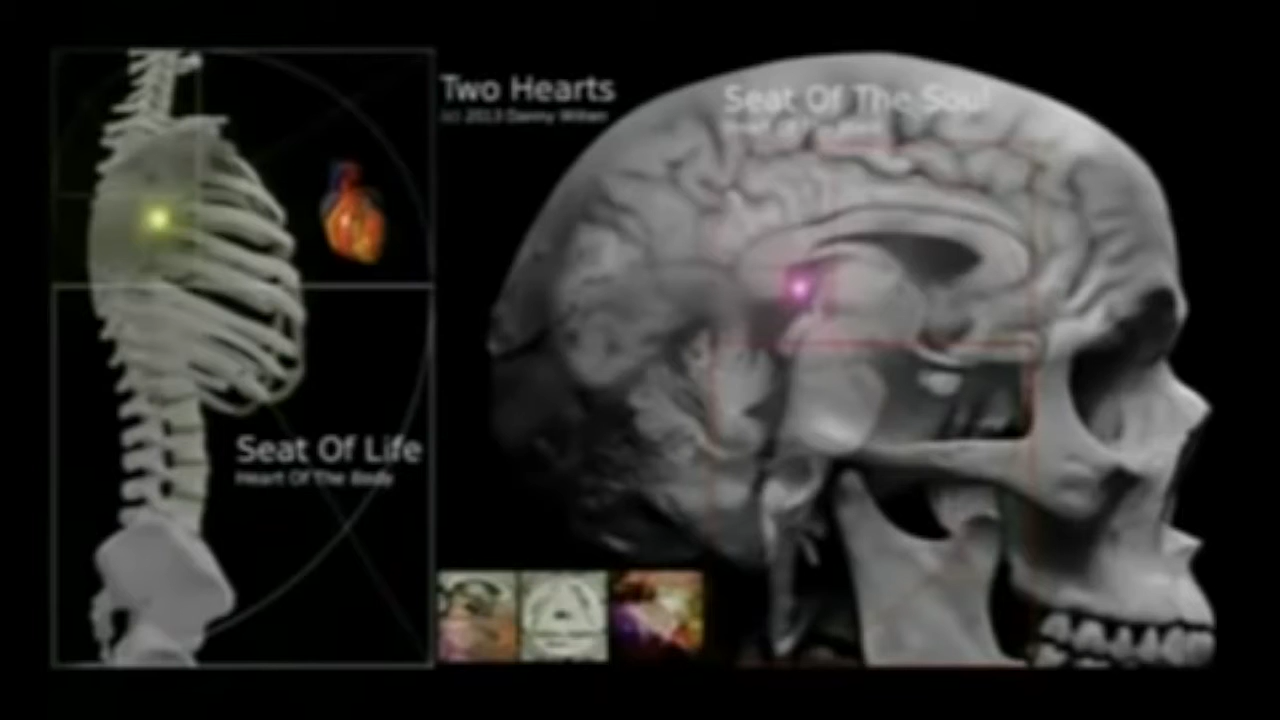 Two Hearts
(c) 2013 Danny Wilten
Seat Of The Soul
Seat Of Life
Heart Of The Body